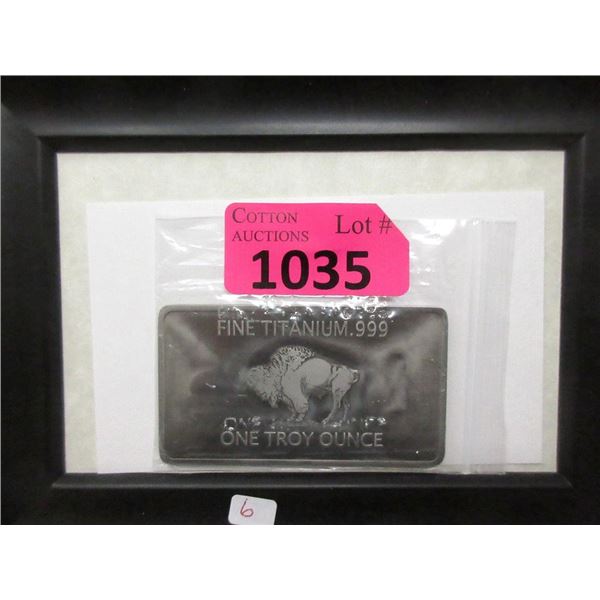 COTTON
AUCTIONS
Lot #
1035
FINE TITANIUM.999
ONE TROY OUNCE
6